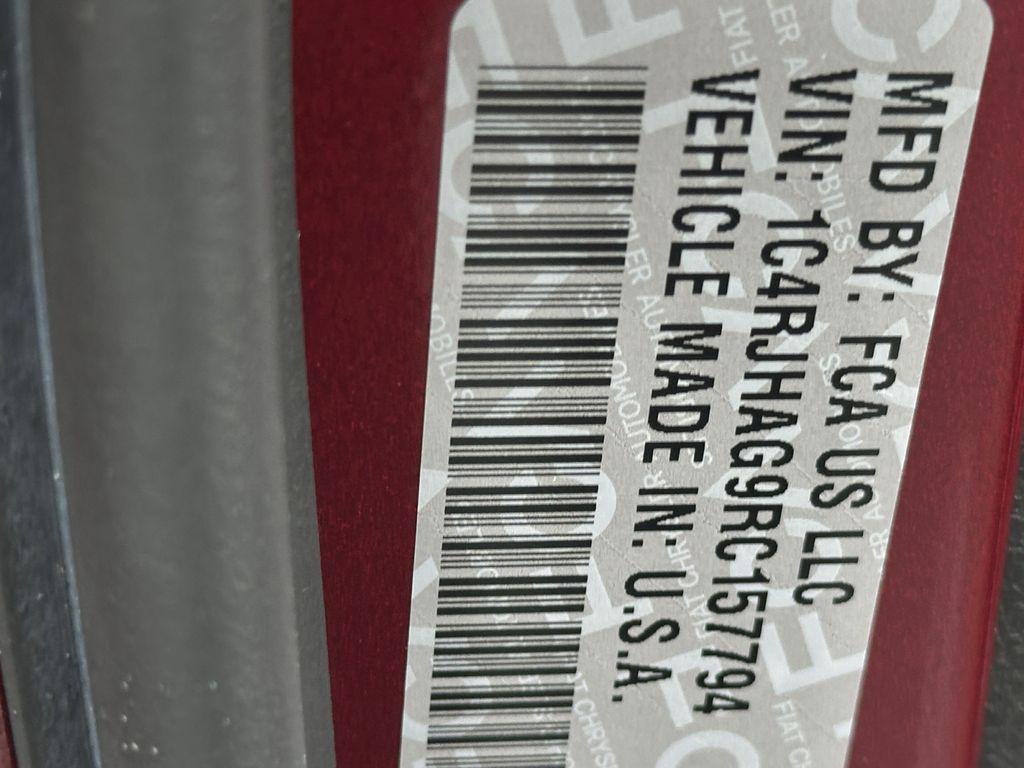 MFD BY: FCA US LLC
VIN: 1C4RJHAG9RC157794
VEHICLE MADE IN: U.S.A.